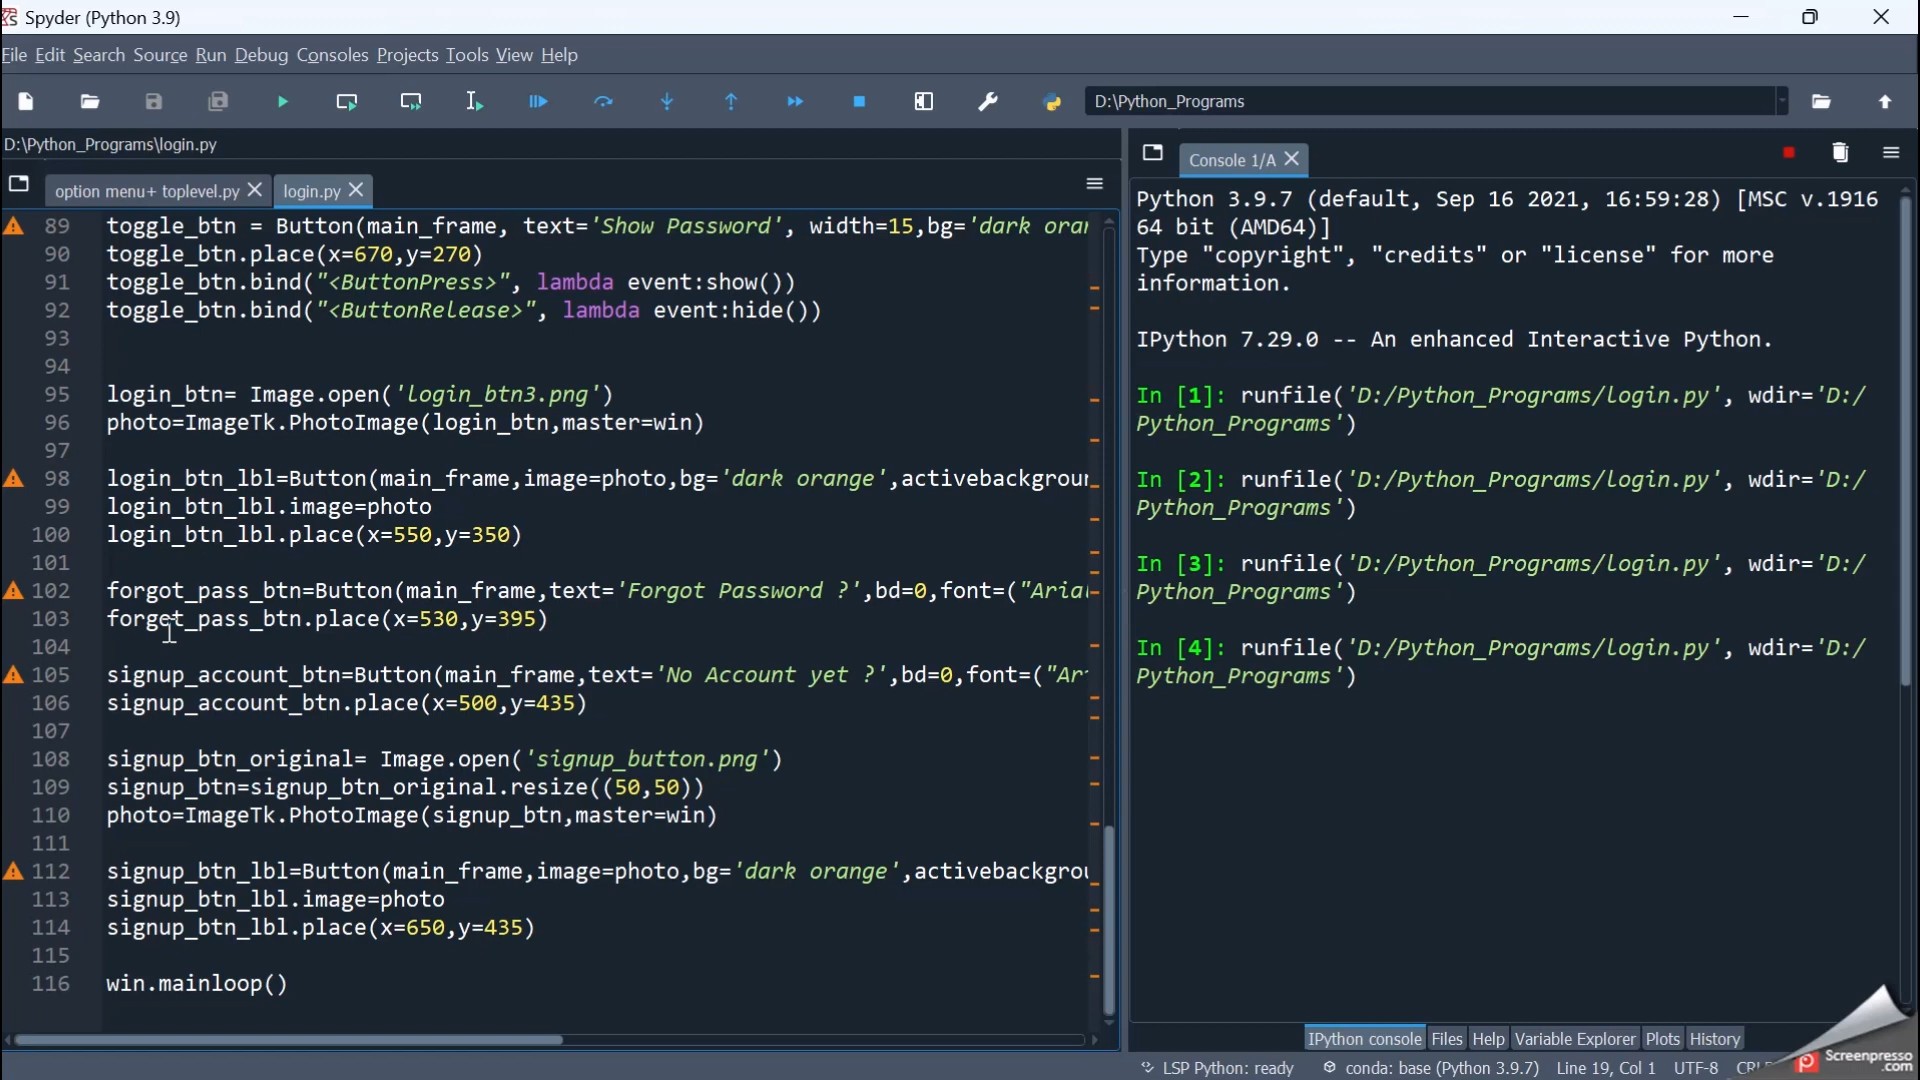 Spyder (Python 3.9)
File Edit Search Source Run Debug Consoles Projects Tools View Help
D:\Python_Programs
D:\Python_Programs\login.py
option menu+ toplevel.py
login.py
89 toggle_btn = Button(main_frame, text='Show Password', width=15,bg='dark oran
90 toggle_btn.place(x=670,y=270)
91 toggle_btn.bind("<ButtonPress>", lambda event:show())
92 toggle_btn.bind("<ButtonRelease>", lambda event:hide())
93
94
95 login_btn= Image.open('login_btn3.png')
96 photo=ImageTk.PhotoImage(login_btn,master=win)
97
98 login_btn_lbl=Button(main_frame,image=photo,bg='dark orange',activebackgroun
99 login_btn_lbl.image=photo
100 login_btn_lbl.place(x=550,y=350)
101
102 forgot_pass_btn=Button(main_frame,text='Forgot Password ?',bd=0,font=("Arial
103 forget_pass_btn.place(x=530,y=395)
104
105 signup_account_btn=Button(main_frame,text='No Account yet ?',bd=0,font=("Ar
106 signup_account_btn.place(x=500,y=435)
107
108 signup_btn_original= Image.open('signup_button.png')
109 signup_btn=signup_btn_original.resize((50,50))
110 photo=ImageTk.PhotoImage(signup_btn,master=win)
111
112 signup_btn_lbl=Button(main_frame,image=photo,bg='dark orange',activebackgrou
113 signup_btn_lbl.image=photo
114 signup_btn_lbl.place(x=650,y=435)
115
116 win.mainloop()
Console 1/A
Python 3.9.7 (default, Sep 16 2021, 16:59:28) [MSC v.1916
64 bit (AMD64)]
Type "copyright", "credits" or "license" for more
information.
IPython 7.29.0 -- An enhanced Interactive Python.
In [1]: runfile('D:/Python_Programs/login.py', wdir='D:/
Python_Programs')
In [2]: runfile('D:/Python_Programs/login.py', wdir='D:/
Python_Programs')
In [3]: runfile('D:/Python_Programs/login.py', wdir='D:/
Python_Programs')
In [4]: runfile('D:/Python_Programs/login.py', wdir='D:/
Python_Programs')
IPython console Files Help Variable Explorer Plots History
LSP Python: ready conda: base (Python 3.9.7) Line 19, Col 1 UTF-8 CRL
Screenpresso
.com